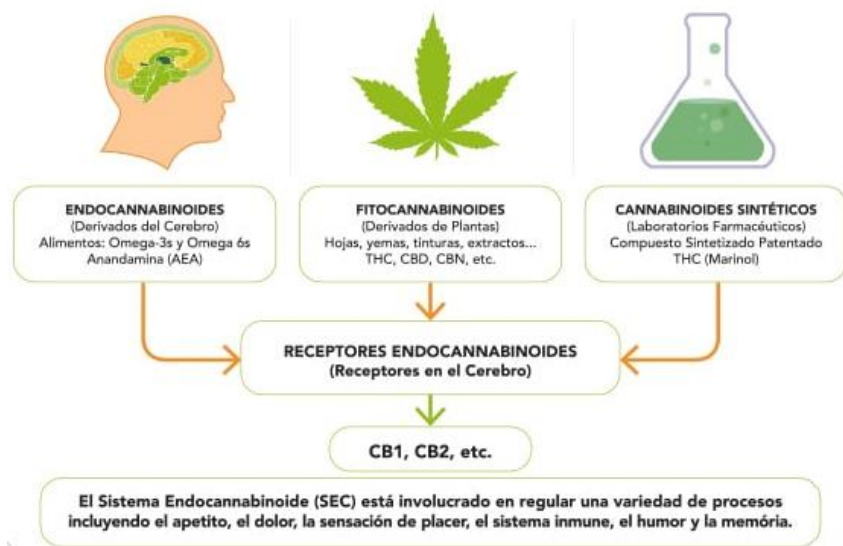 ENDOCANNABINOIDES
(Derivados del Cerebro)
Alimentos: Omega-3s y Omega 6s
Anandamina (AEA)
FITOCANNABINOIDES
(Derivados de Plantas)
Hojas, yemas, tinturas, extractos...
THC, CBD, CBN, etc.
CANNABINOIDES SINTÉTICOS
(Laboratorios Farmacéuticos)
Compuesto Sintetizado Patentado
THC (Marinol)
RECEPTORES ENDOCANNABINOIDES
(Receptores en el Cerebro)
CB1, CB2, etc.
El Sistema Endocannabinoide (SEC) está involucrado en regular una variedad de procesos
incluyendo el apetito, el dolor, la sensación de placer, el sistema inmune, el humor y la memória.